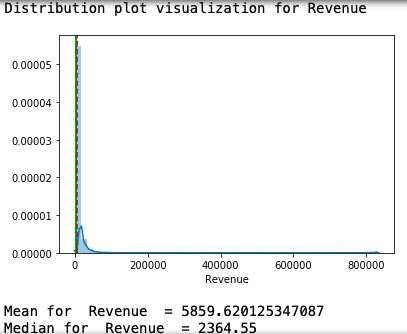 Distribution plot visualization for Revenue
0.00005
0.00004
0.00003
0.00002
0.00001
0.00000
0 200000 400000 600000 800000
Revenue
Mean for  Revenue  = 5859.620125347087
Median for  Revenue  = 2364.55